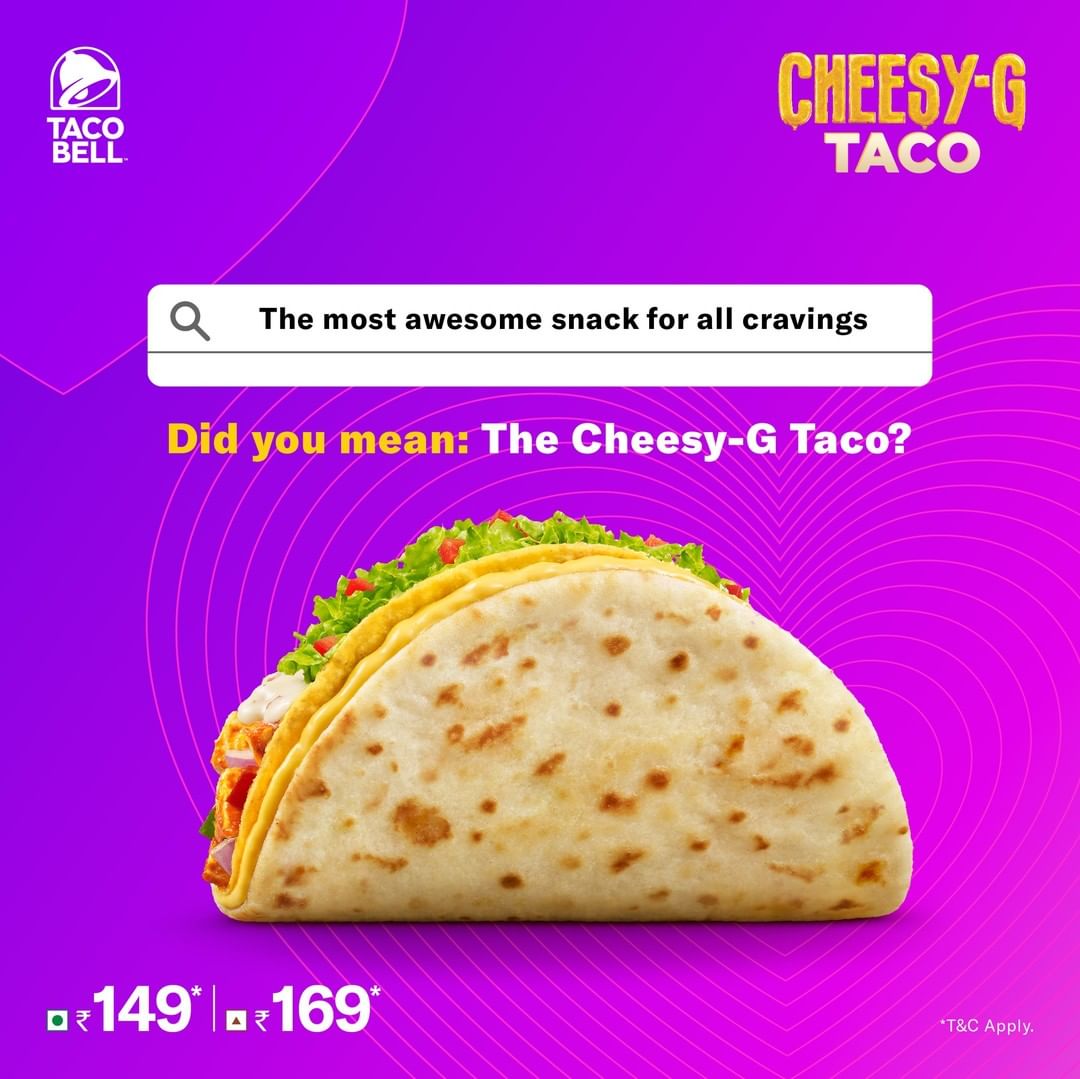 TACO
BELL™
CHEESY-G
TACO
The most awesome snack for all cravings
Did you mean: The Cheesy-G Taco?
₹149* | ₹169*
*T&C Apply.